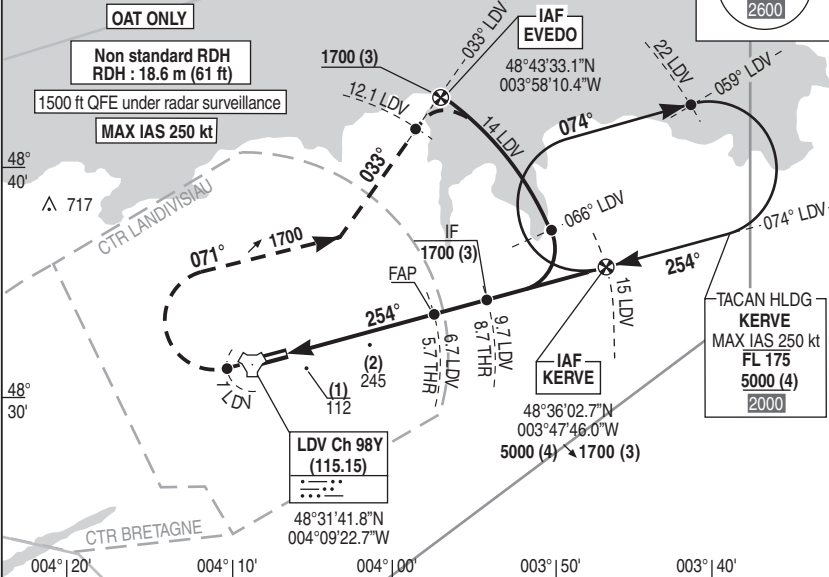 OAT ONLY
Non standard RDH
RDH : 18.6 m (61 ft)
1500 ft QFE under radar surveillance
MAX IAS 250 kt
2600
033° LDV
IAF
EVEDO
48°43'33.1"N
003°58'10.4"W
1700 (3)
12.1 LDV
14 LDV
22 LDV
059° LDV
074°
48°
40'
717
CTR LANDIVISIAU
033°
071°
1700
066° LDV
074° LDV
IF
1700 (3)
FAP
254°
15 LDV
254°
TACAN HLDG
KERVE
MAX IAS 250 kt
FL 175
5000 (4)
2000
9.7 LDV
8.7 THR
6.7 LDV
5.7 THR
(2)
245
(1)
112
1 LDV
IAF
KERVE
48°36'02.7"N
003°47'46.0"W
5000 (4) ↘ 1700 (3)
48°
30'
LDV Ch 98Y
(115.15)
48°31'41.8"N
004°09'22.7"W
CTR BRETAGNE
004° 20' 004° 10' 004° 00' 003° 50' 003° 40'